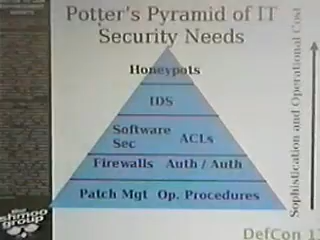 Potter's Pyramid of IT
Security Needs
Honeypots
IDS
Software
Sec
ACLs
Firewalls Auth / Auth
Patch Mgt Op. Procedures
Sophistication and Operational Cost
shmoo
group
DefCon